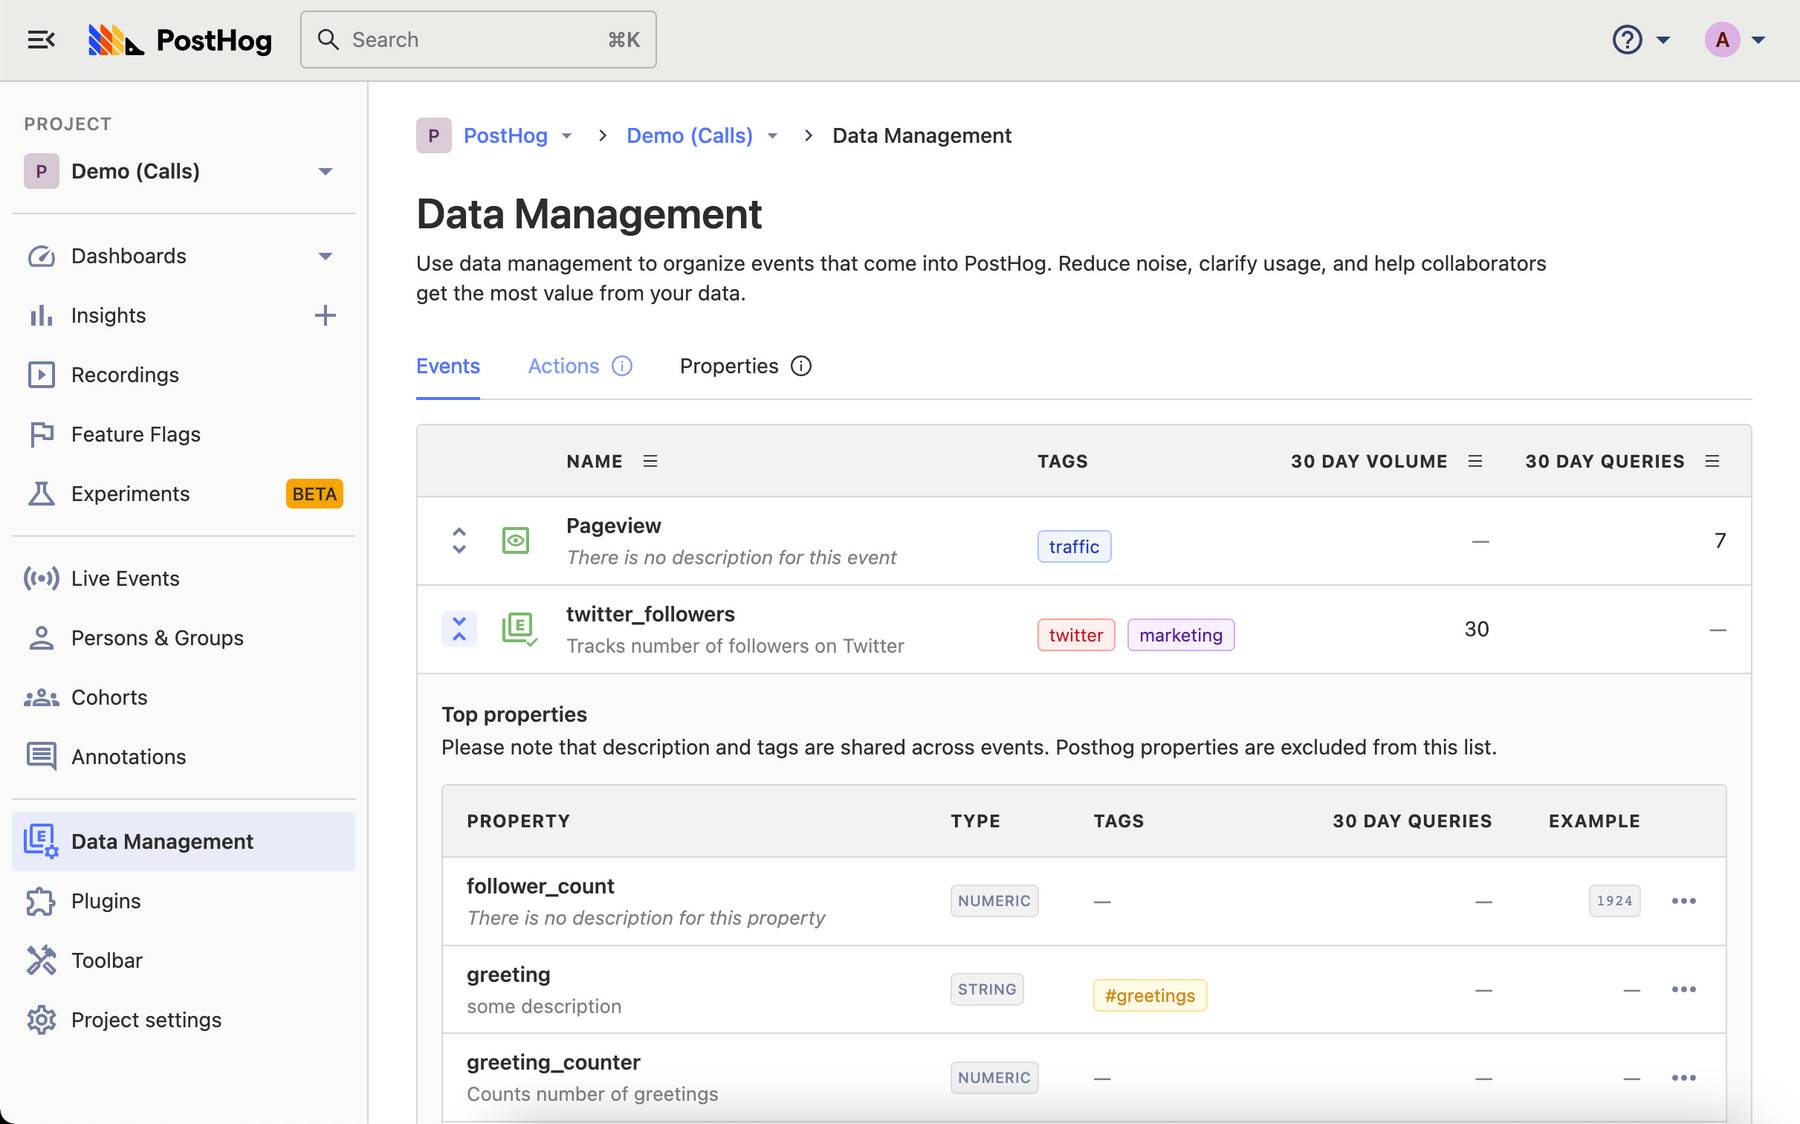 PostHog
Search ⌘K
A
PROJECT
P Demo (Calls)
Dashboards
Insights
Recordings
Feature Flags
Experiments BETA
Live Events
Persons & Groups
Cohorts
Annotations
Data Management
Plugins
Toolbar
Project settings
P PostHog > Demo (Calls) > Data Management
Data Management
Use data management to organize events that come into PostHog. Reduce noise, clarify usage, and help collaborators
get the most value from your data.
Events Actions Properties
NAME TAGS 30 DAY VOLUME 30 DAY QUERIES
Pageview
There is no description for this event
traffic — 7
twitter_followers
Tracks number of followers on Twitter
twitter marketing 30 —
Top properties
Please note that description and tags are shared across events. Posthog properties are excluded from this list.
PROPERTY TYPE TAGS 30 DAY QUERIES EXAMPLE
follower_count
There is no description for this property
NUMERIC — — 1924
greeting
some description
STRING #greetings — —
greeting_counter
Counts number of greetings
NUMERIC — — —